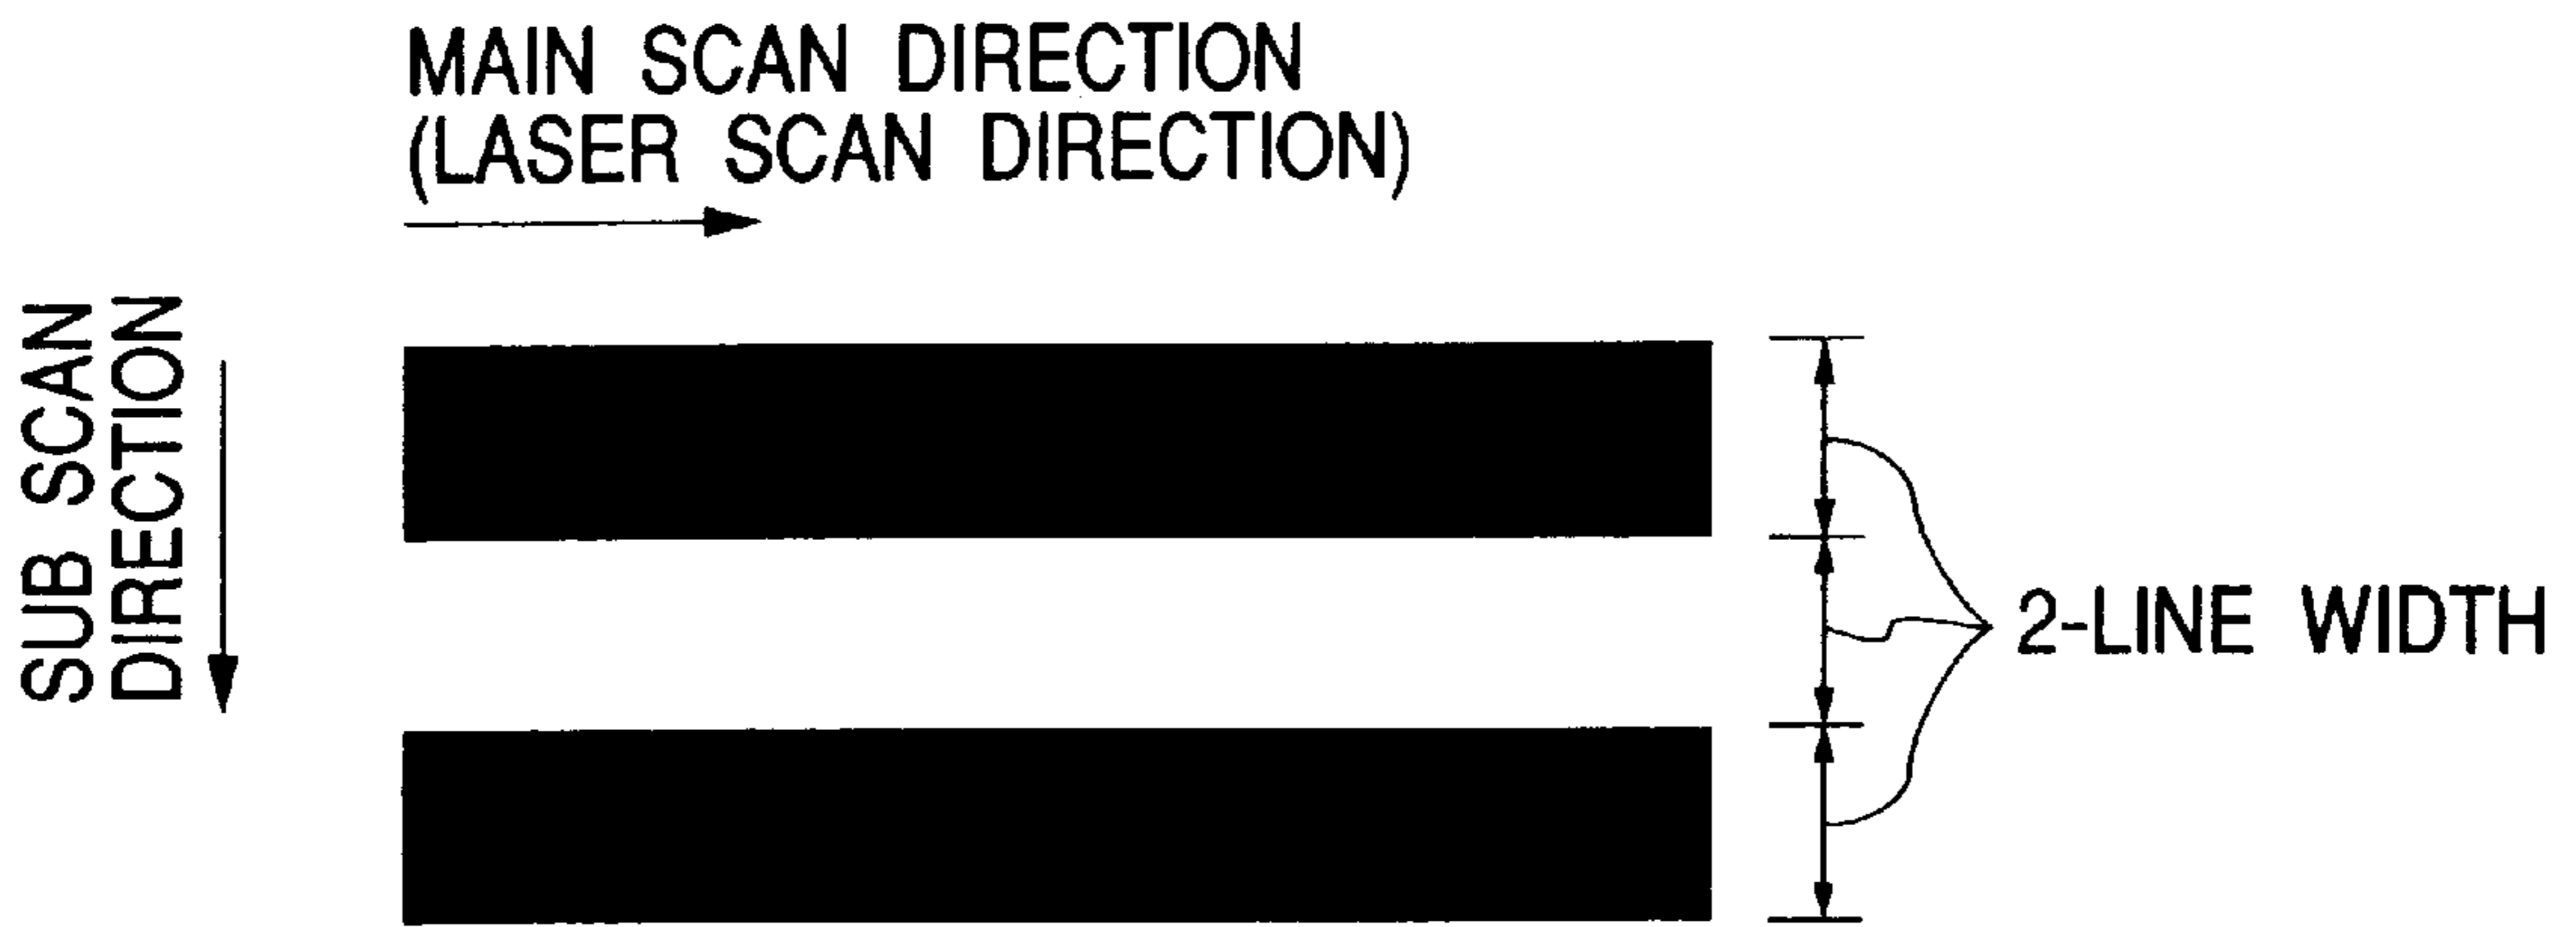 MAIN SCAN DIRECTION
(LASER SCAN DIRECTION)
SUB SCAN
DIRECTION
2-LINE WIDTH